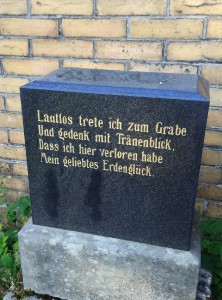 Lautlos trete ich zum Grabe
Und gedenk mit Tränenblick,
Dass ich hier verloren habe
Mein geliebtes Erdenglück.